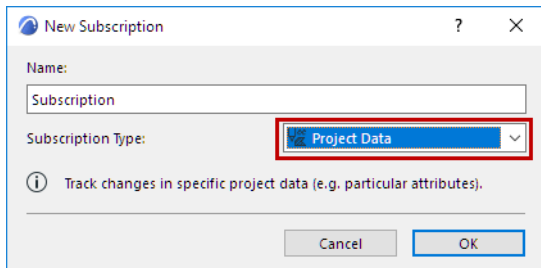 New Subscription ?
Name:
Subscription
Subscription Type: Project Data
Track changes in specific project data (e.g. particular attributes).
Cancel OK